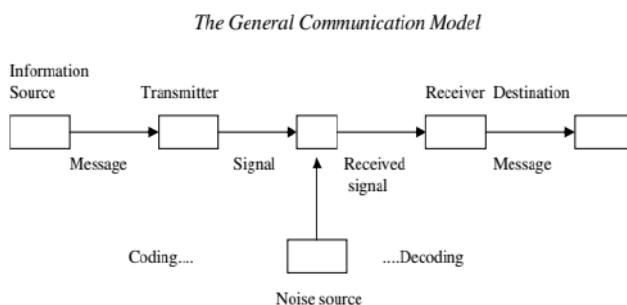 The General Communication Model
Information
Source
Transmitter
Receiver
Destination
Message
Signal
Received
signal
Message
Coding....
....Decoding
Noise source